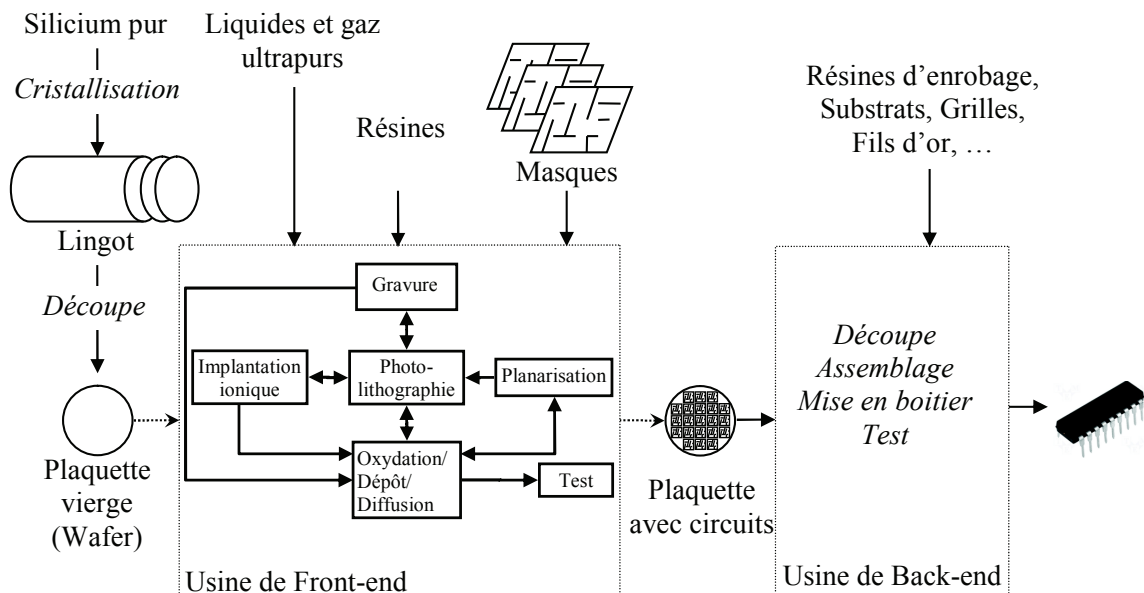 Silicium pur
Cristallisation
Lingot
Découpe
Plaquette
vierge
(Wafer)
Liquides et gaz
ultrapurs
Résines
Masques
Gravure
Implantation
ionique
Photo-
lithographie
Planarisation
Oxydation/
Dépôt/
Diffusion
Test
Usine de Front-end
Plaquette
avec circuits
Résines d’enrobage,
Substrats, Grilles,
Fils d’or, …
Découpe
Assemblage
Mise en boitier
Test
Usine de Back-end